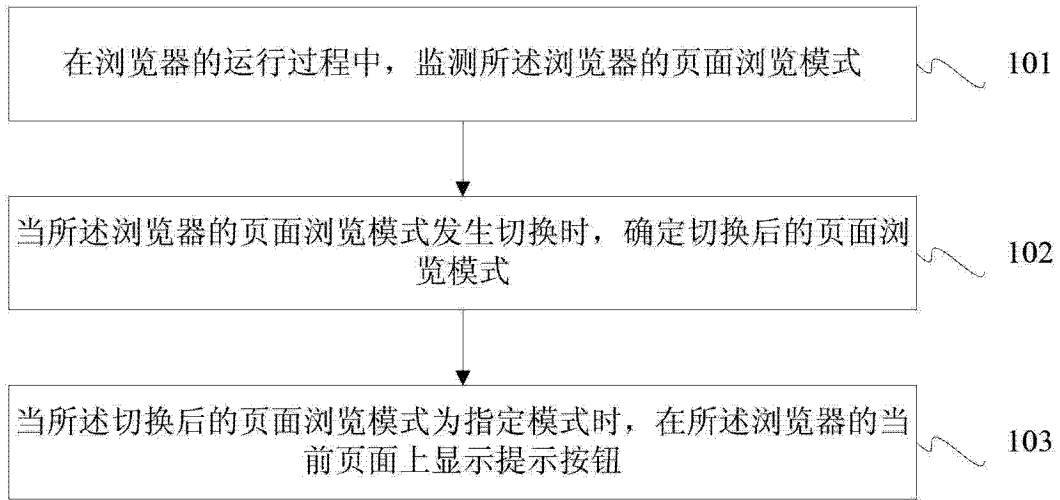 在浏览器的运行过程中，监测所述浏览器的页面浏览模式
101
当所述浏览器的页面浏览模式发生切换时，确定切换后的页面浏
览模式
102
当所述切换后的页面浏览模式为指定模式时，在所述浏览器的当
前页面上显示提示按钮
103